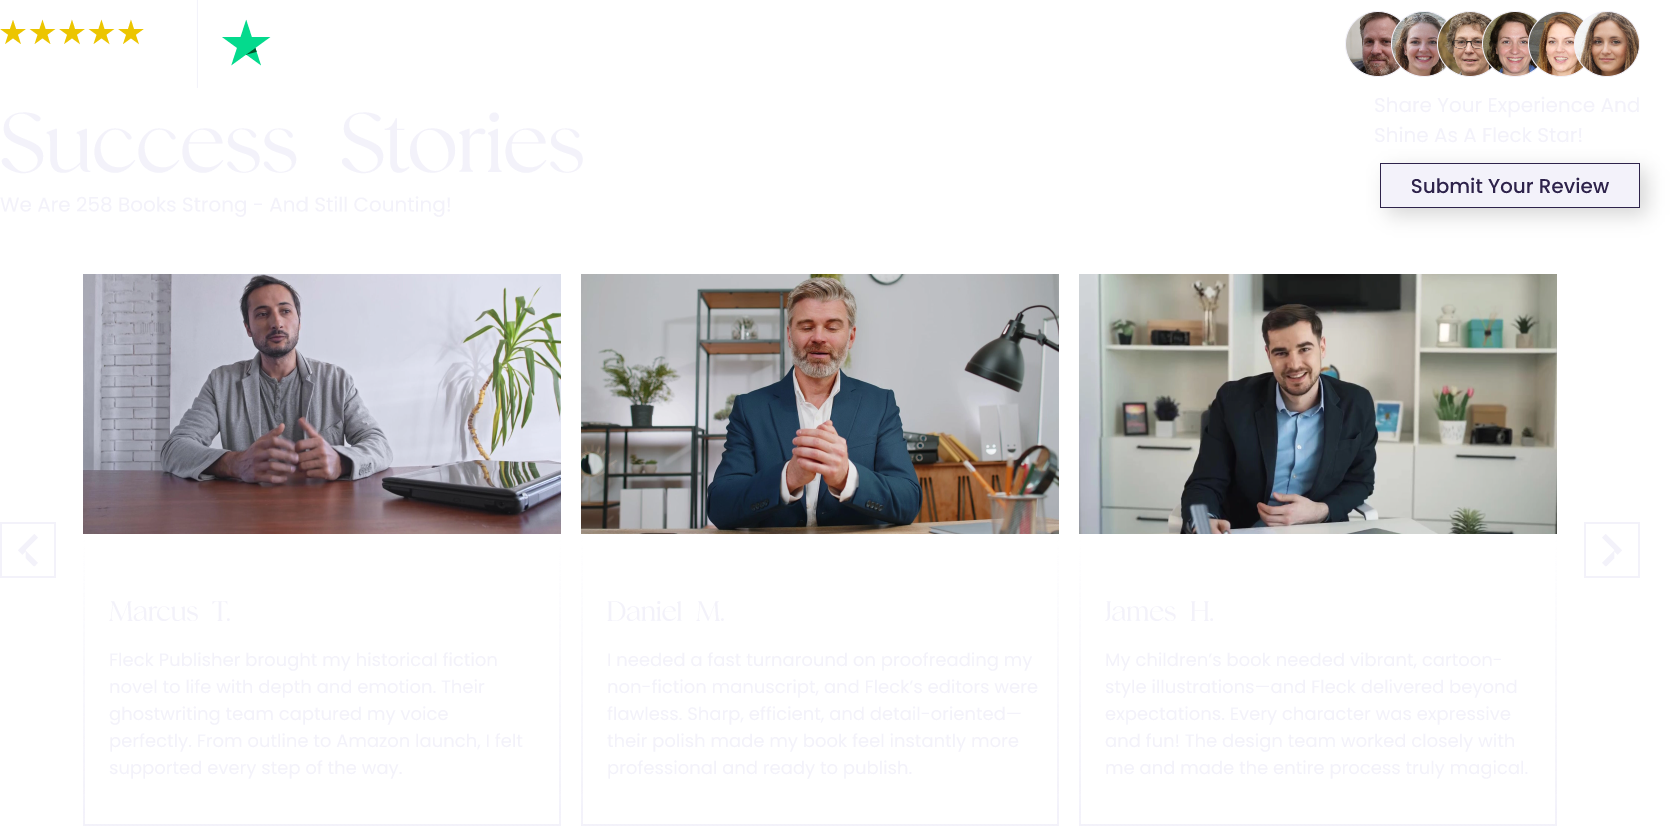 Share Your Experience And
Shine As A Fleck Star!
Success Stories
We Are 258 Books Strong - And Still Counting!
Submit Your Review
Marcus T.
Fleck Publisher brought my historical fiction
novel to life with depth and emotion. Their
ghostwriting team captured my voice
perfectly. From outline to Amazon launch, I felt
supported every step of the way.
Daniel M.
I needed a fast turnaround on proofreading my
non-fiction manuscript, and Fleck's editors were
flawless. Sharp, efficient, and detail-oriented—
their polish made my book feel instantly more
professional and ready to publish.
James H.
My children's book needed vibrant, cartoon-
style illustrations—and Fleck delivered beyond
expectations. Every character was expressive
and fun! The design team worked closely with
me and made the entire process truly magical.